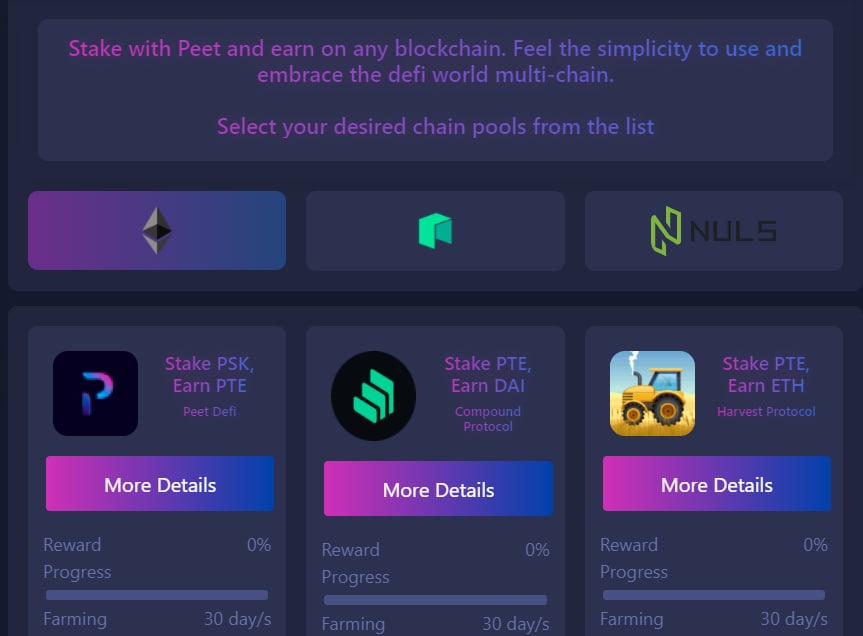 Stake with Peet and earn on any blockchain. Feel the simplicity to use and
embrace the defi world multi-chain.
Select your desired chain pools from the list
NULS
Stake PSK,
Earn PTE
Peet Defi
More Details
Reward 0%
Progress
Farming 30 day/s
Stake PTE,
Earn DAI
Compound
Protocol
More Details
Reward 0%
Progress
Farming 30 day/s
Stake PTE,
Earn ETH
Harvest Protocol
More Details
Reward 0%
Progress
Farming 30 day/s